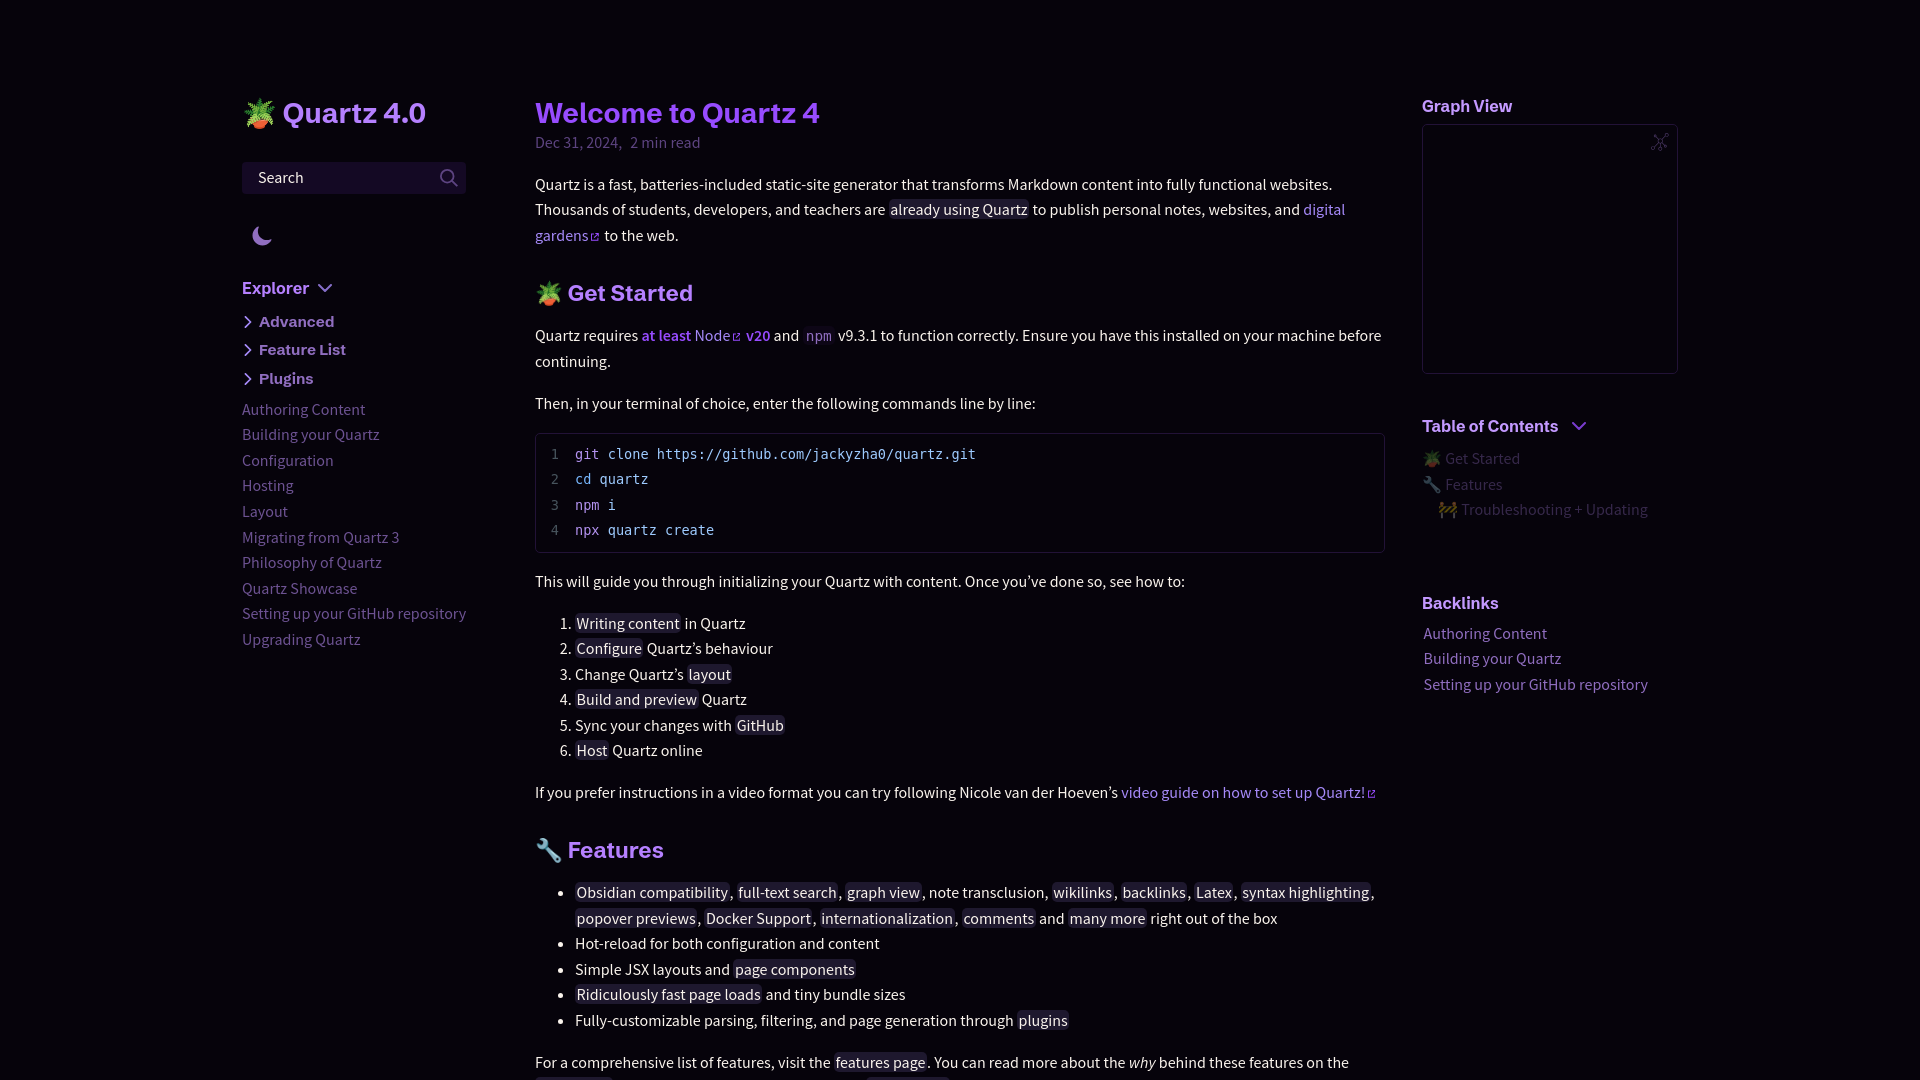 🪴 Quartz 4.0
Search
Explorer
Advanced
Feature List
Plugins
Authoring Content
Building your Quartz
Configuration
Hosting
Layout
Migrating from Quartz 3
Philosophy of Quartz
Quartz Showcase
Setting up your GitHub repository
Upgrading Quartz
Welcome to Quartz 4
Dec 31, 2024, 2 min read
Quartz is a fast, batteries-included static-site generator that transforms Markdown content into fully functional websites.
Thousands of students, developers, and teachers are already using Quartz to publish personal notes, websites, and digital
gardens to the web.
🪴 Get Started
Quartz requires at least Node v20 and npm v9.3.1 to function correctly. Ensure you have this installed on your machine before
continuing.
Then, in your terminal of choice, enter the following commands line by line:
1 git clone https://github.com/jackyzha0/quartz.git
2 cd quartz
3 npm i
4 npx quartz create
This will guide you through initializing your Quartz with content. Once you’ve done so, see how to:
1. Writing content in Quartz
2. Configure Quartz’s behaviour
3. Change Quartz’s layout
4. Build and preview Quartz
5. Sync your changes with GitHub
6. Host Quartz online
If you prefer instructions in a video format you can try following Nicole van der Hoeven’s video guide on how to set up Quartz!
🔧 Features
• Obsidian compatibility, full-text search, graph view, note transclusion, wikilinks, backlinks, Latex, syntax highlighting,
popover previews, Docker Support, internationalization, comments and many more right out of the box
• Hot-reload for both configuration and content
• Simple JSX layouts and page components
• Ridiculously fast page loads and tiny bundle sizes
• Fully-customizable parsing, filtering, and page generation through plugins
For a comprehensive list of features, visit the features page. You can read more about the why behind these features on the
Graph View
Table of Contents
🪴 Get Started
🔧 Features
🚧 Troubleshooting + Updating
Backlinks
Authoring Content
Building your Quartz
Setting up your GitHub repository